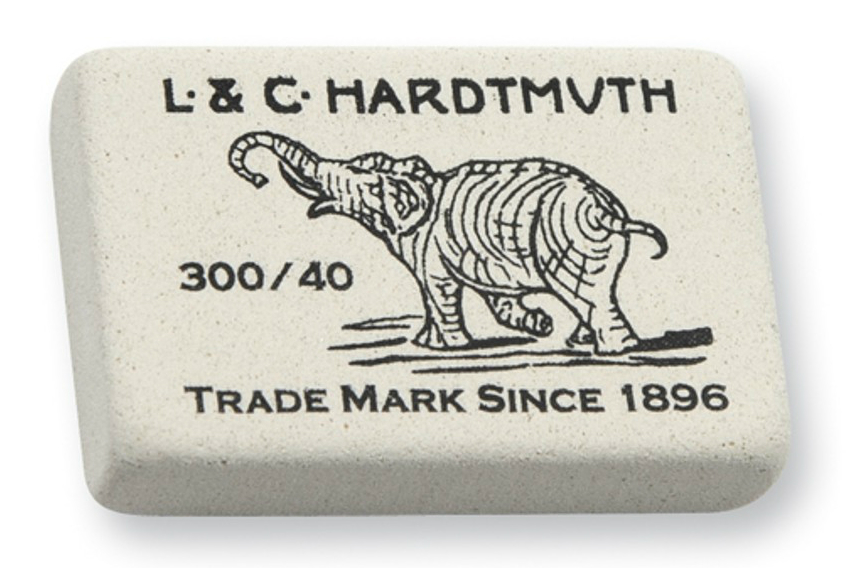 L. & C. HARDTMUTH
300/40
TRADE MARK SINCE 1896